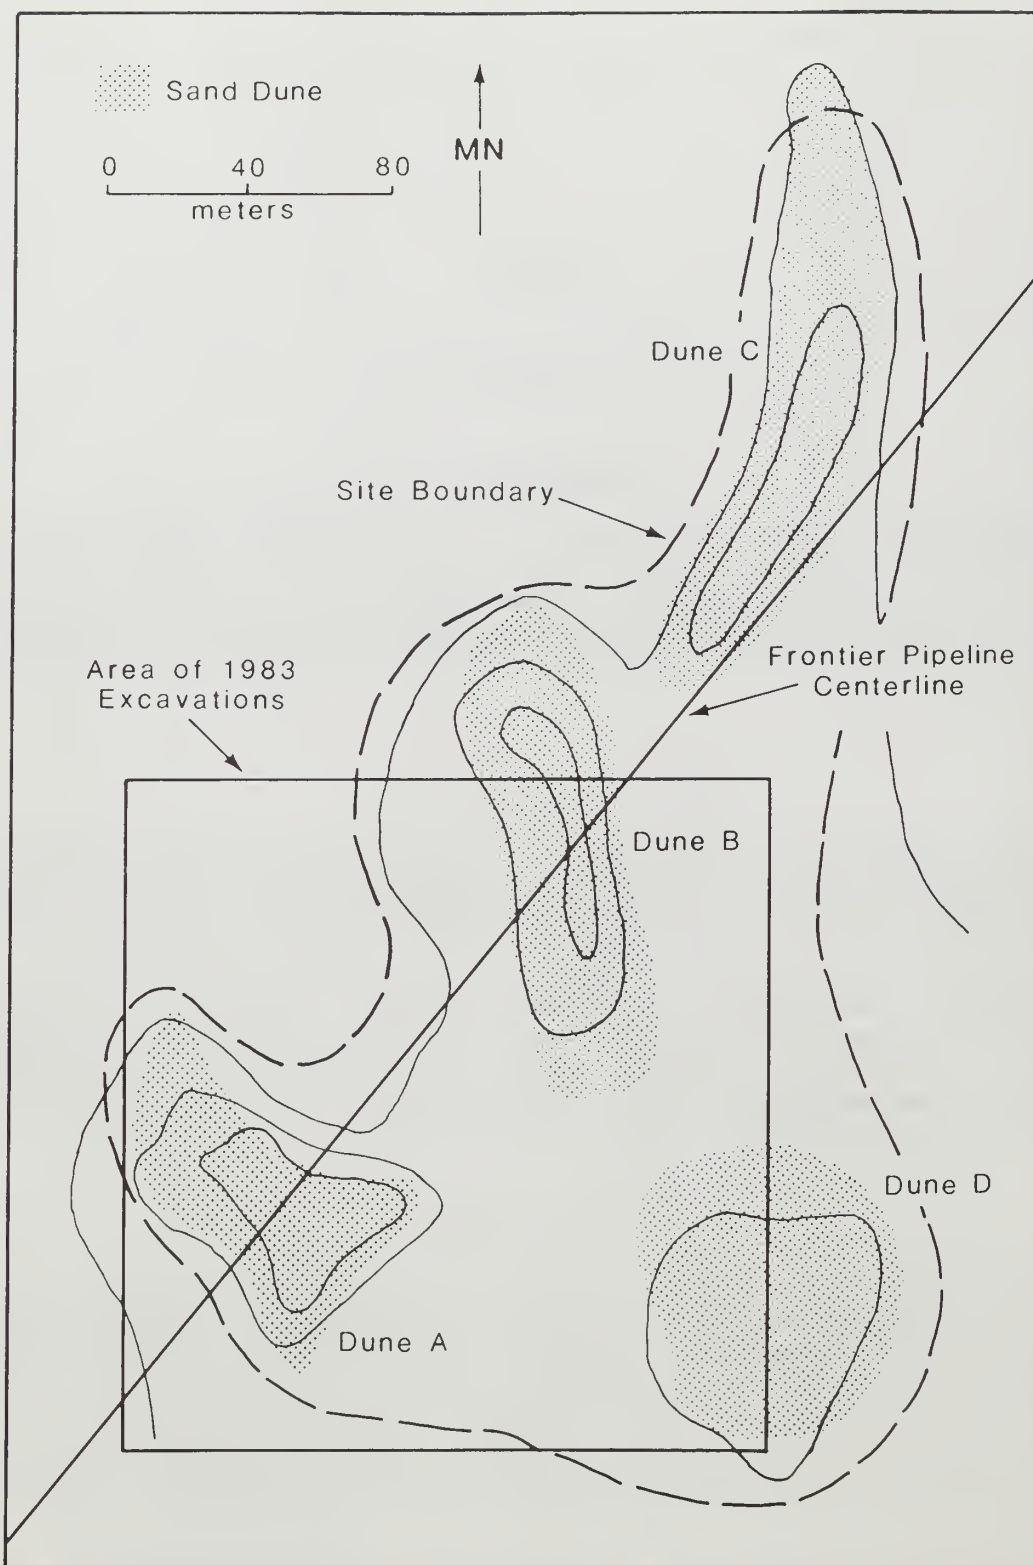 Sand Dune
MN
0 40 80
meters
Dune C
Site Boundary
Frontier Pipeline
Centerline
Area of 1983
Excavations
Dune B
Dune D
Dune A